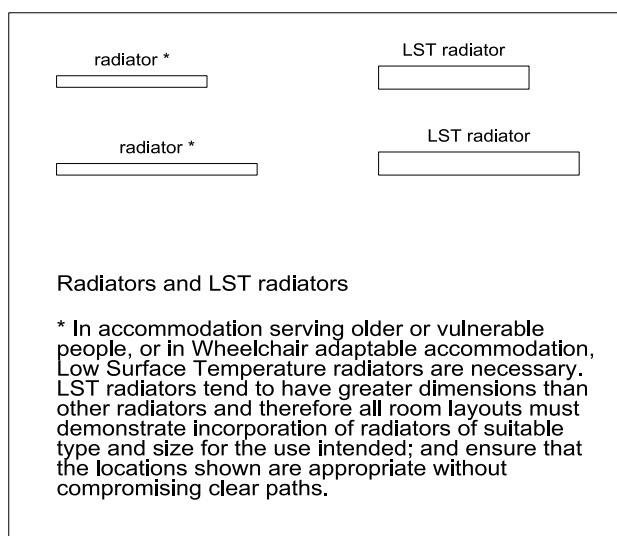 radiator *
LST radiator
radiator *
LST radiator
Radiators and LST radiators
* In accommodation serving older or vulnerable
people, or in Wheelchair adaptable accommodation,
Low Surface Temperature radiators are necessary.
LST radiators tend to have greater dimensions than
other radiators and therefore all room layouts must
demonstrate incorporation of radiators of suitable
type and size for the use intended; and ensure that
the locations shown are appropriate without
compromising clear paths.